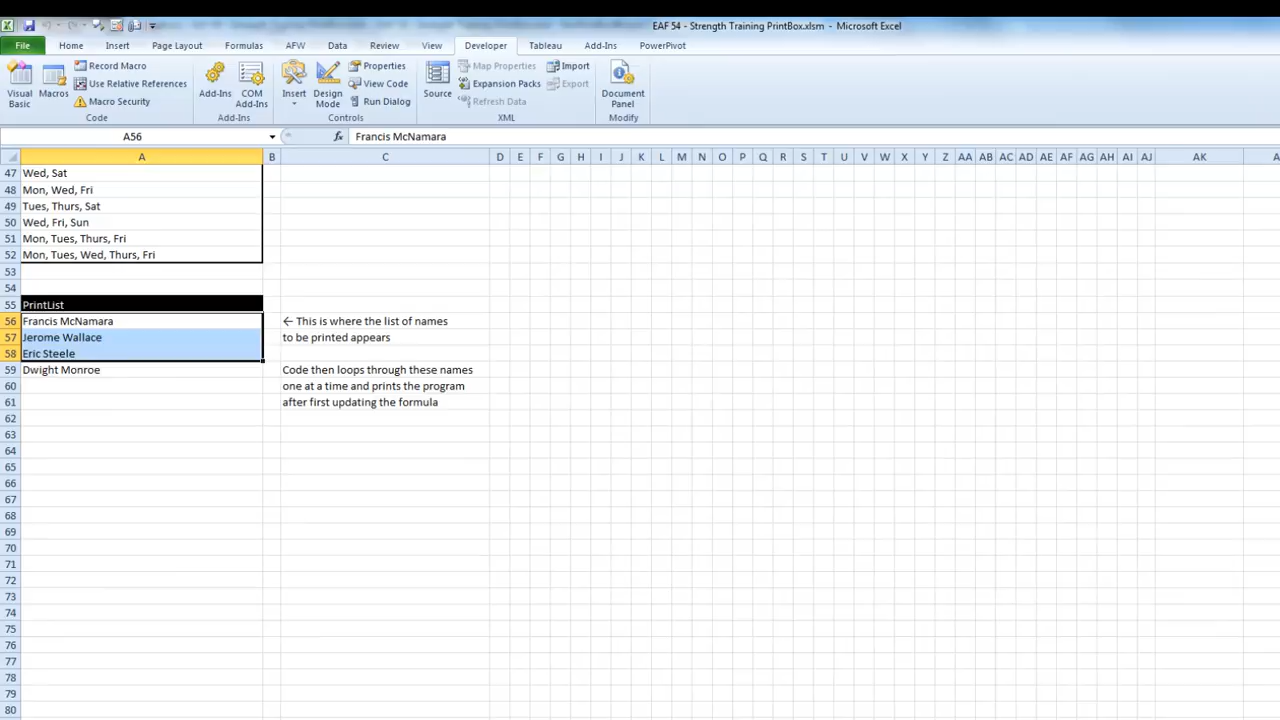 EAF 54 - Strength Training PrintBox.xlsm - Microsoft Excel
File Home Insert Page Layout Formulas AFW Data Review View Developer Tableau Add-Ins PowerPivot
Visual Basic
Macros
Record Macro
Use Relative References
Macro Security
Code
Add-Ins
COM Add-Ins
Add-Ins
Insert
Design Mode
Properties
View Code
Run Dialog
Controls
Source
Map Properties
Expansion Packs
Refresh Data
Import
Export
XML
Document Panel
Modify
A56 fx Francis McNamara
A B C D E F G H I J K L M N O P Q R S T U V W X Y Z AA AB AC AD AE AF AG AH AI AJ AK
47 Wed, Sat
48 Mon, Wed, Fri
49 Tues, Thurs, Sat
50 Wed, Fri, Sun
51 Mon, Tues, Thurs, Fri
52 Mon, Tues, Wed, Thurs, Fri
53
54
55 PrintList
56 Francis McNamara ← This is where the list of names
57 Jerome Wallace to be printed appears
58 Eric Steele
59 Dwight Monroe Code then loops through these names
60 one at a time and prints the program
61 after first updating the formula
62
63
64
65
66
67
68
69
70
71
72
73
74
75
76
77
78
79
80